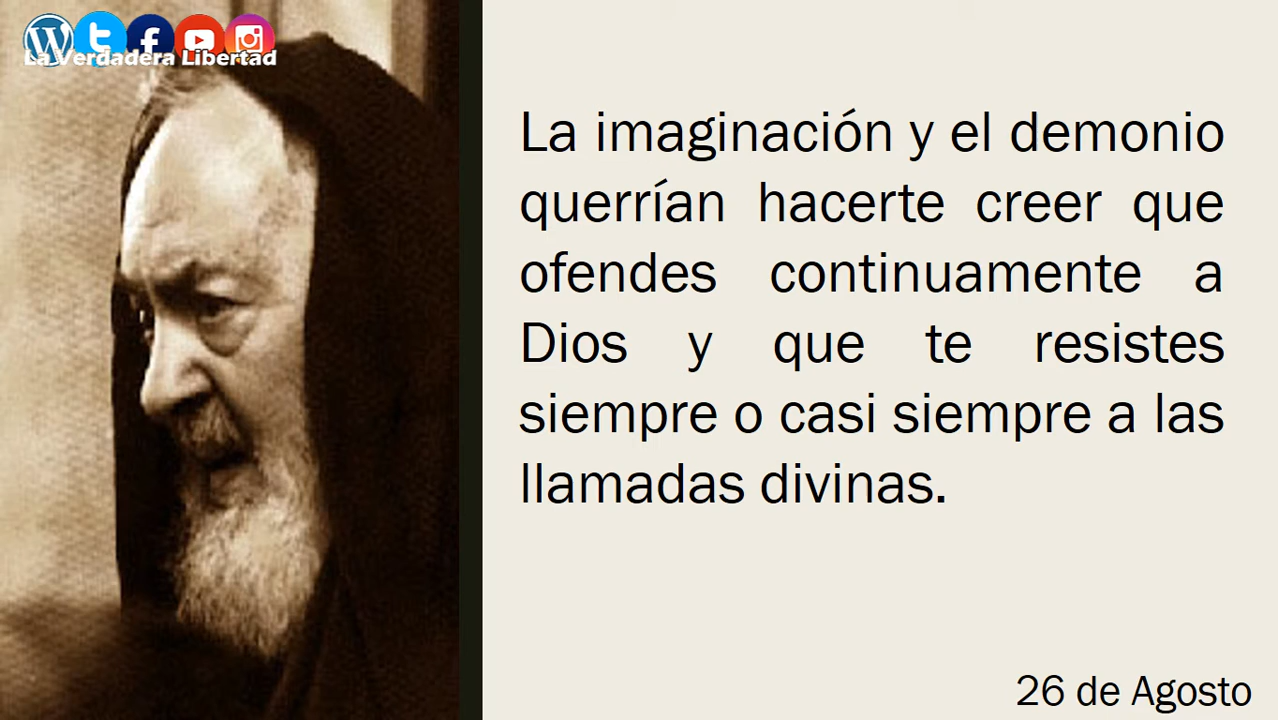 La Verdadera Libertad
La imaginación y el demonio
querrían hacerte creer que
ofendes continuamente a
Dios y que te resistes
siempre o casi siempre a las
llamadas divinas.
26 de Agosto